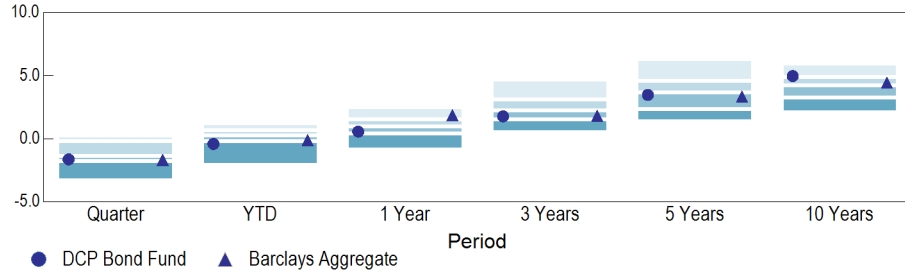 10.0
5.0
0.0
-5.0
Quarter YTD 1 Year 3 Years 5 Years 10 Years
Period
DCP Bond Fund Barclays Aggregate